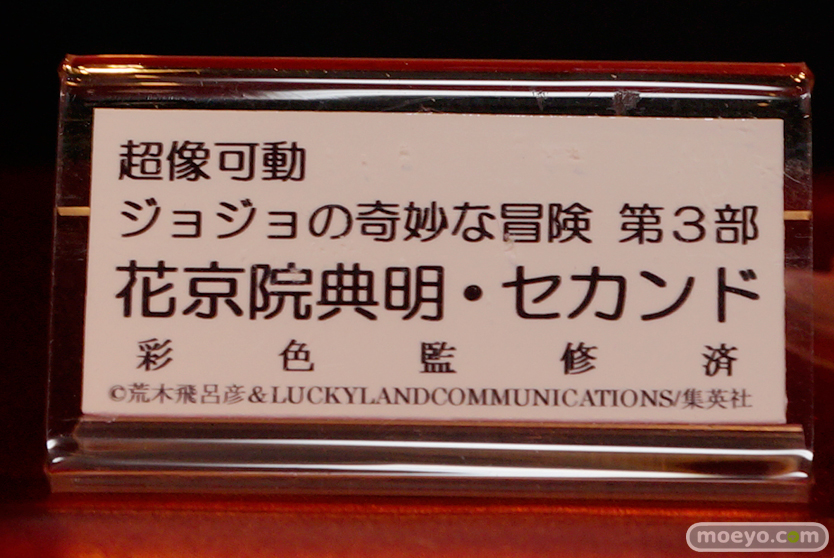 超像可動
ジョジョの奇妙な冒険 第3部
花京院典明・セカンド
彩色監修済
©荒木飛呂彦&LUCKYLANDCOMMUNICATIONS/集英社
moeyo.com